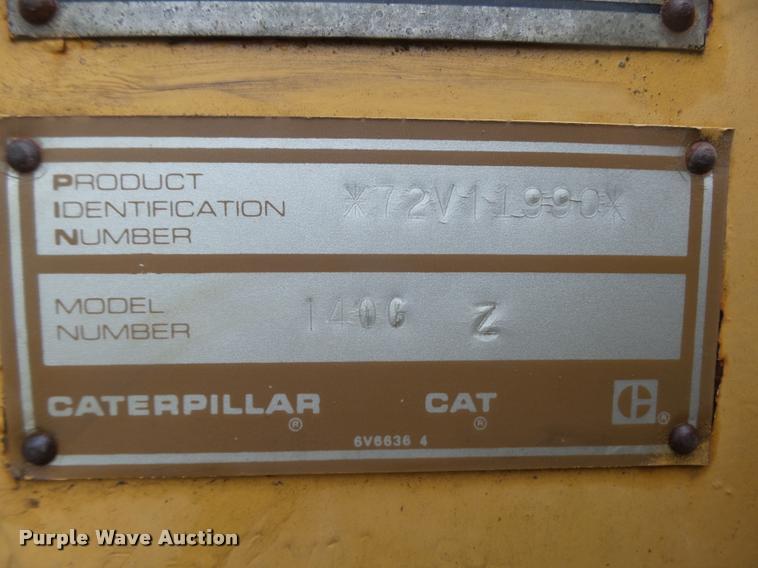 PRODUCT
IDENTIFICATION *72V11990*
NUMBER
MODEL
NUMBER 140G Z
CATERPILLAR ® CAT ® ®
6V6636 4
Purple Wave Auction